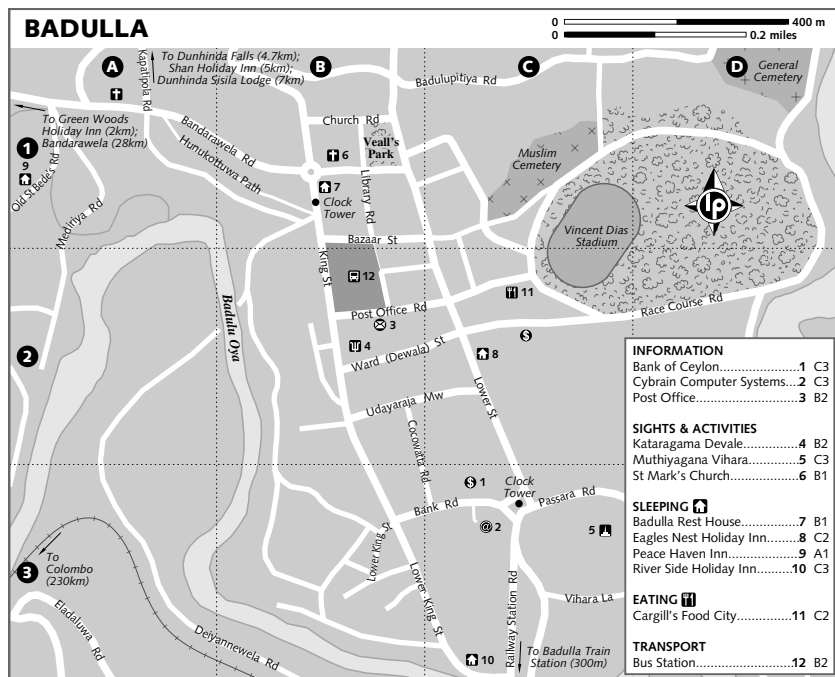 BADULLA
0 400 m
0 0.2 miles
A
B
C
D
To Dunhinda Falls (4.7km);
Shan Holiday Inn (5km);
Dunhinda Sisila Lodge (7km)
Kapatipola Rd
Badulupitiya Rd
General
Cemetery
To Green Woods
Holiday Inn (2km);
Bandarawela (28km)
Church Rd
Bandarawela Rd
Hunukottuwa Path
Veall's
Park
6
Muslim
Cemetery
1
9
Old St Bede's Rd
Mediriya Rd
7
Clock
Tower
Library Rd
lp
Vincent Dias
Stadium
Bazaar St
King St
12
Badulu Oya
11
Post Office Rd
3
Race Course Rd
2
4
Ward (Dewala) St
$
8
Lower St
Udayaraja Mw
Cocowatta Rd
$ 1
Clock
Tower
Bank Rd
Passara Rd
@ 2
5
Lower King St
3
To
Colombo
(230km)
Lower King St
Railway Station Rd
Vihara La
Eladaluwa Rd
Deiyannewela Rd
10
To Badulla Train
Station (300m)
INFORMATION
Bank of Ceylon..............................1 C3
Cybrain Computer Systems....2 C3
Post Office.....................................3 B2
SIGHTS & ACTIVITIES
Kataragama Devale...................4 B2
Muthiyagana Vihara..................5 C3
St Mark's Church........................6 B1
SLEEPING
Badulla Rest House....................7 B1
Eagles Nest Holiday Inn...........8 C2
Peace Haven Inn.......................9 A1
River Side Holiday Inn............10 C3
EATING
Cargill's Food City...................11 C2
TRANSPORT
Bus Station................................12 B2